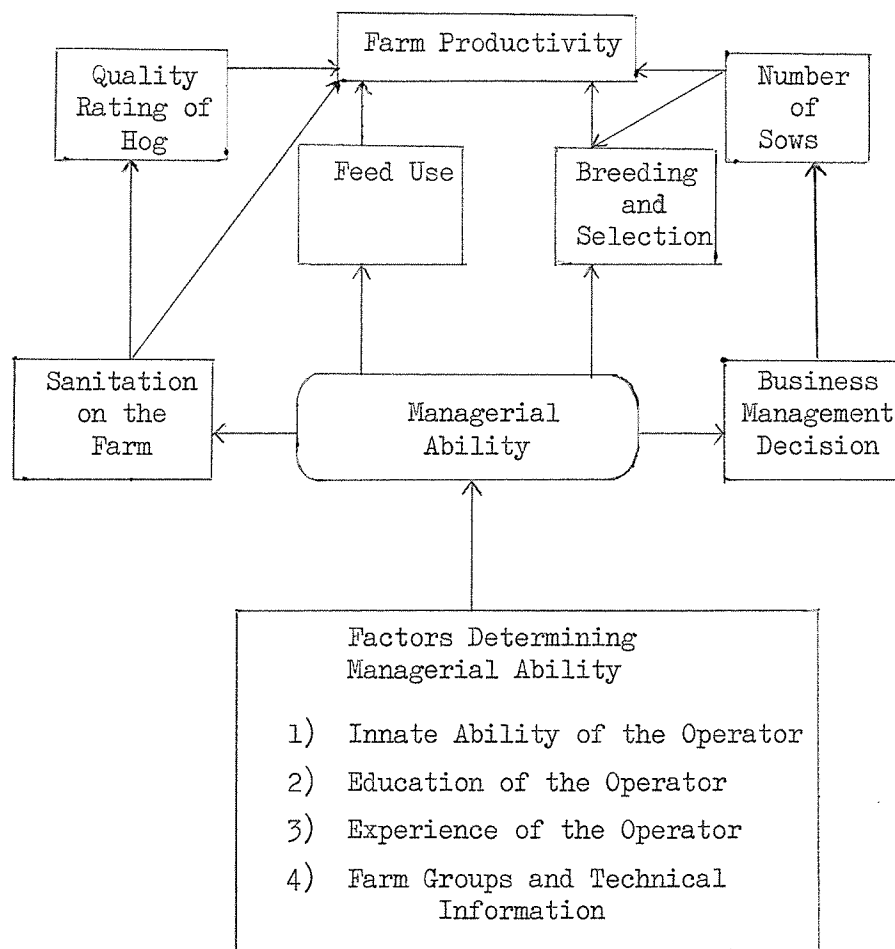 Farm Productivity
Quality
Rating of
Hog
Number
of
Sows
Feed Use
Breeding
and
Selection
Sanitation
on the
Farm
Managerial
Ability
Business
Management
Decision
Factors Determining
Managerial Ability
1) Innate Ability of the Operator
2) Education of the Operator
3) Experience of the Operator
4) Farm Groups and Technical
Information